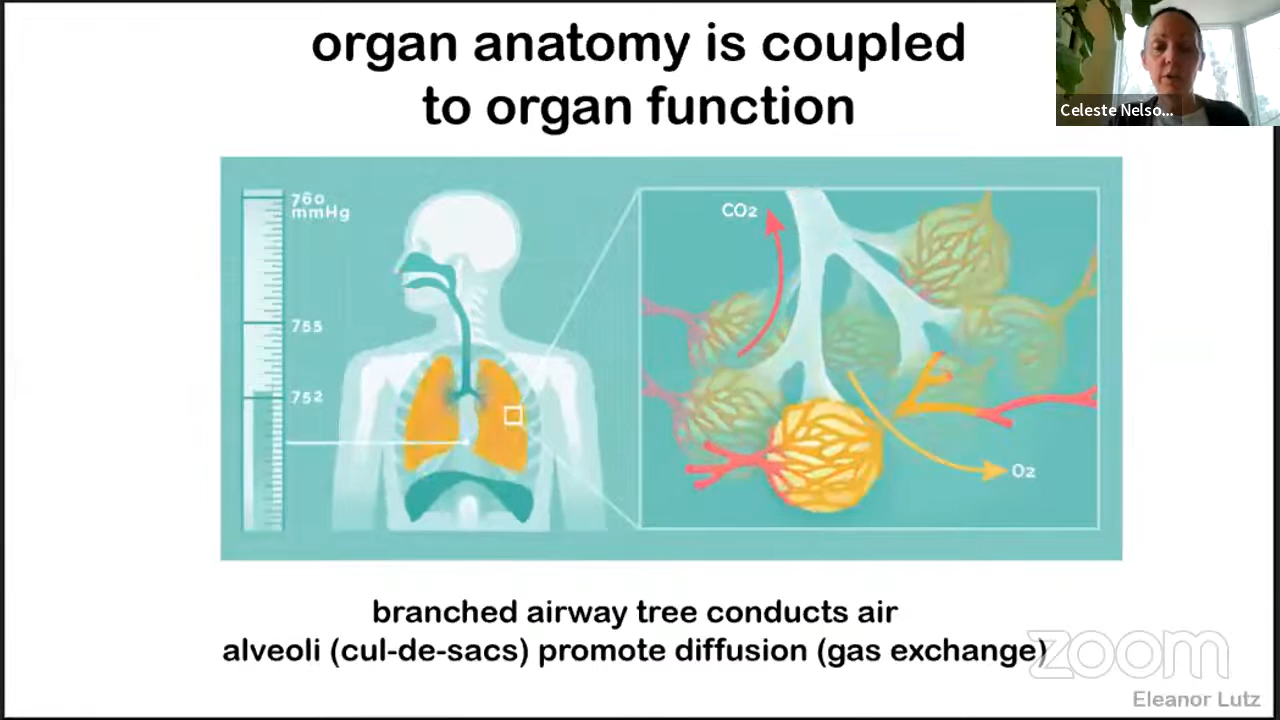 organ anatomy is coupled
to organ function
Celeste Nelso...
760
mmHg
755
752
CO2
O2
branched airway tree conducts air
alveoli (cul-de-sacs) promote diffusion (gas exchange)
zoom
Eleanor Lutz